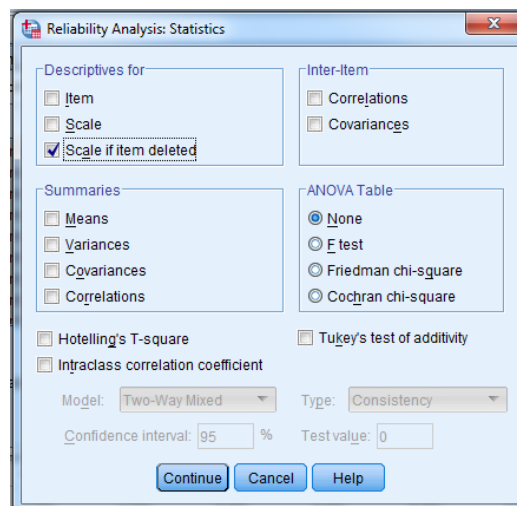 Reliability Analysis: Statistics
Descriptives for
Item
Scale
Scale if item deleted
Inter-Item
Correlations
Covariances
Summaries
Means
Variances
Covariances
Correlations
ANOVA Table
None
F test
Friedman chi-square
Cochran chi-square
Hotelling's T-square
Tukey's test of additivity
Intraclass correlation coefficient
Model: Two-Way Mixed Type: Consistency
Confidence interval: 95 % Test value: 0
Continue Cancel Help